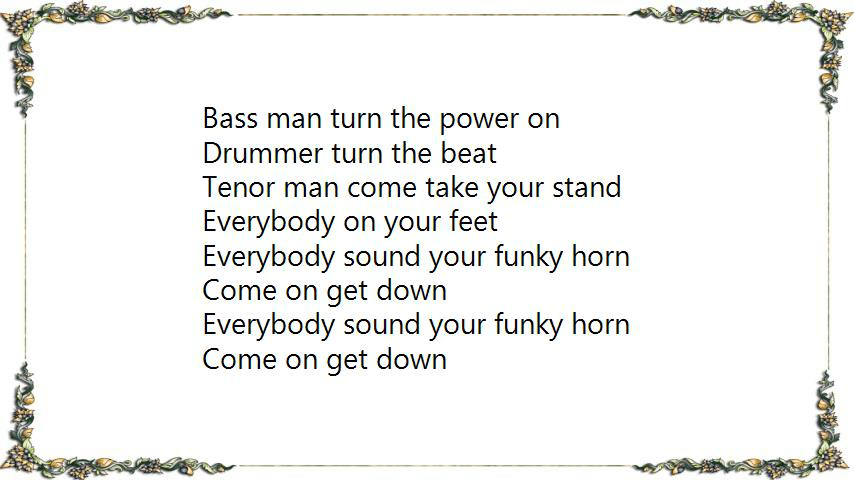 Bass man turn the power on
Drummer turn the beat
Tenor man come take your stand
Everybody on your feet
Everybody sound your funky horn
Come on get down
Everybody sound your funky horn
Come on get down